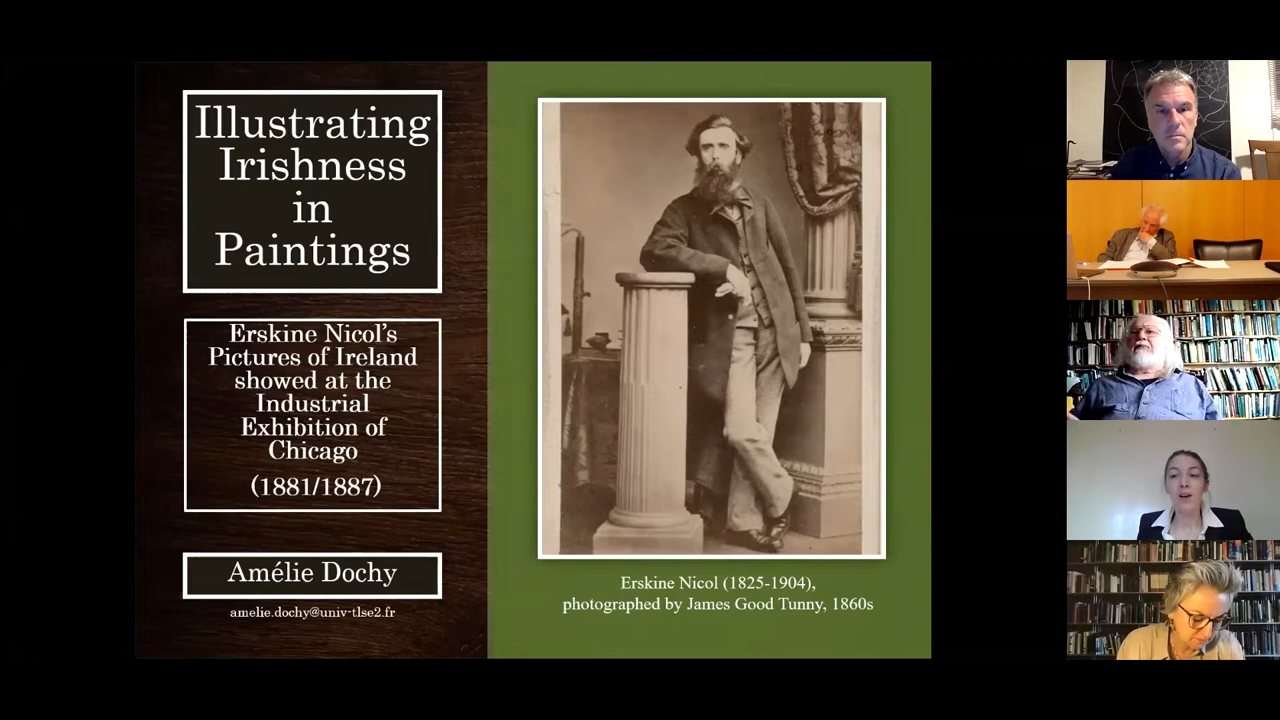 Illustrating
Irishness
in
Paintings
Erskine Nicol's
Pictures of Ireland
showed at the
Industrial
Exhibition of
Chicago
(1881/1887)
Amélie Dochy
amelie.dochy@univ-tlse2.fr
Erskine Nicol (1825-1904),
photographed by James Good Tunny, 1860s